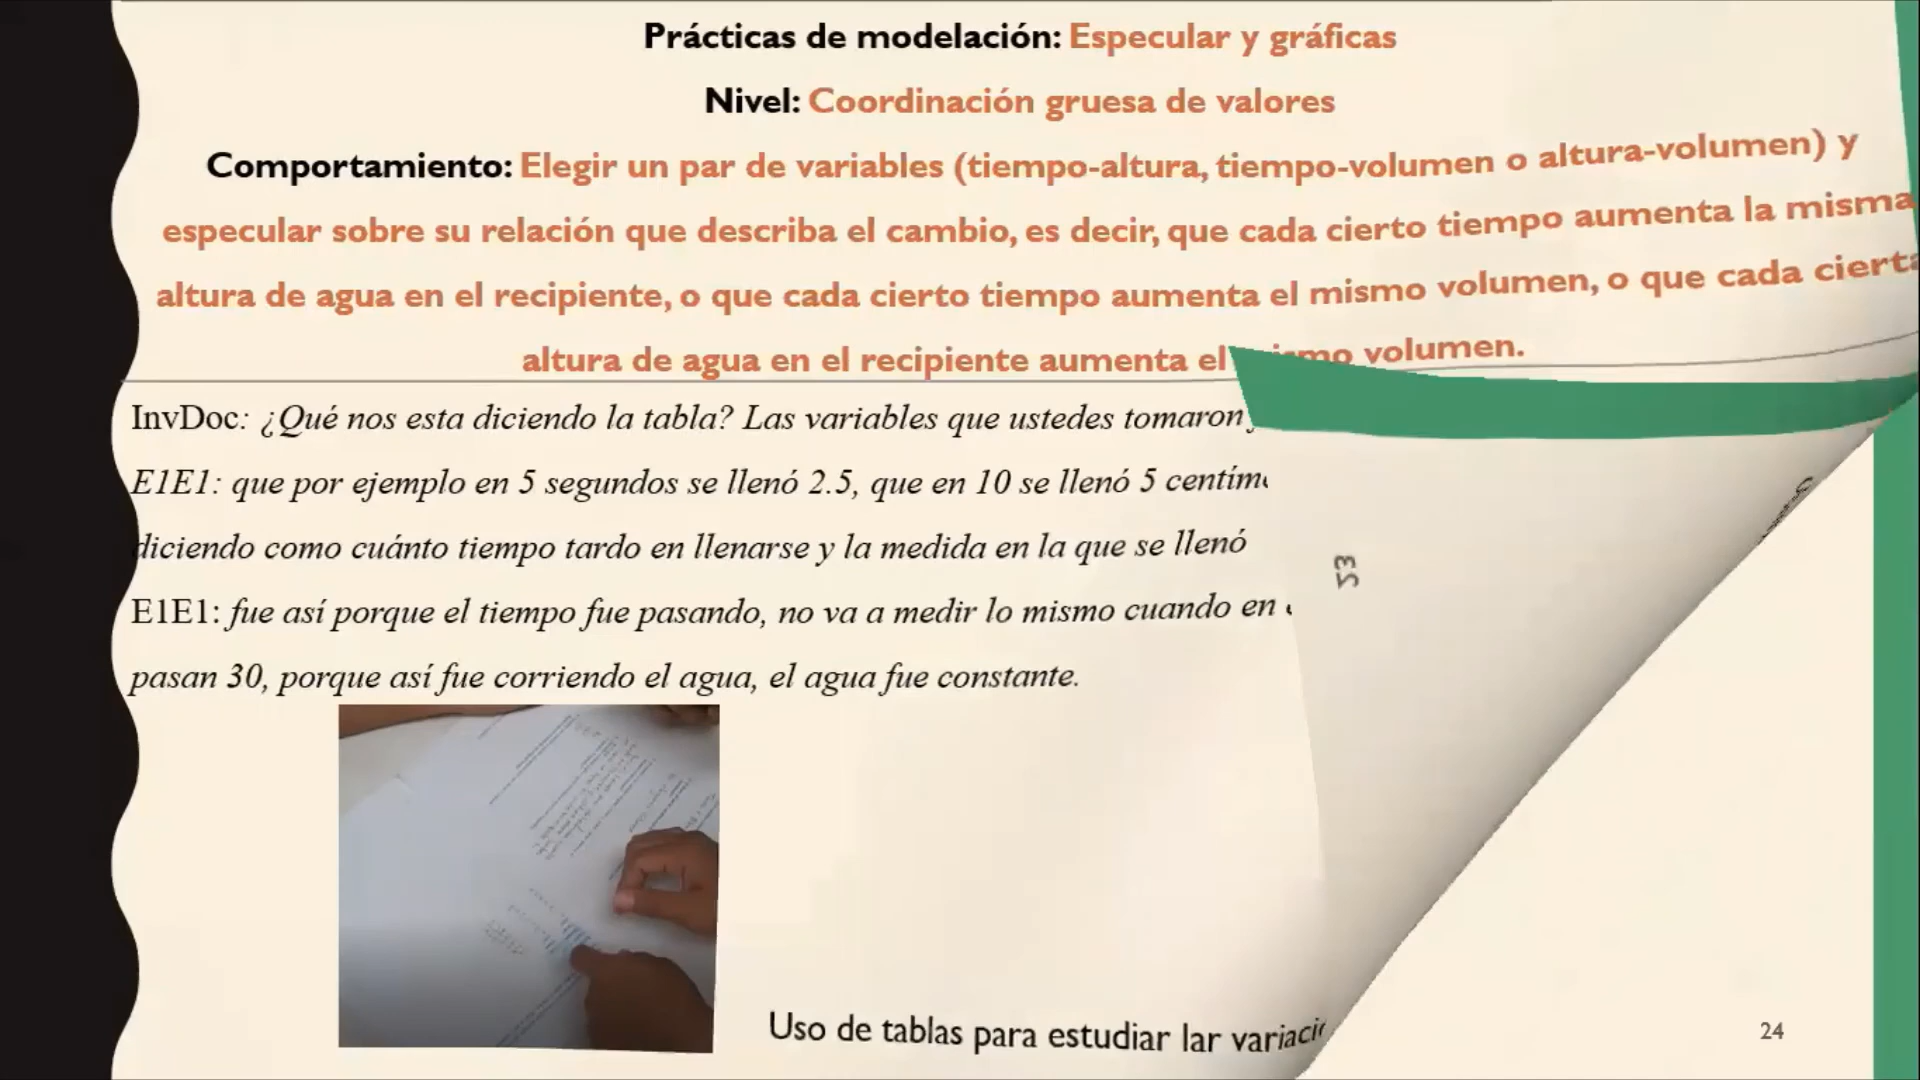 Prácticas de modelación: Especular y gráficas
Nivel: Coordinación gruesa de valores
Comportamiento: Elegir un par de variables (tiempo-altura, tiempo-volumen o altura-volumen) y
especular sobre su relación que describa el cambio, es decir, que cada cierto tiempo aumenta la misma
altura de agua en el recipiente, o que cada cierto tiempo aumenta el mismo volumen, o que cada cierta
altura de agua en el recipiente aumenta el mismo volumen.
InvDoc: ¿Qué nos esta diciendo la tabla? Las variables que ustedes tomaron
E1E1: que por ejemplo en 5 segundos se llenó 2.5, que en 10 se llenó 5
diciendo como cuánto tiempo tardo en llenarse y la medida en la que se llenó
E1E1: fue así porque el tiempo fue pasando, no va a medir lo mismo cuando en
pasan 30, porque así fue corriendo el agua, el agua fue constante.
Uso de tablas para estudiar lar
23
24